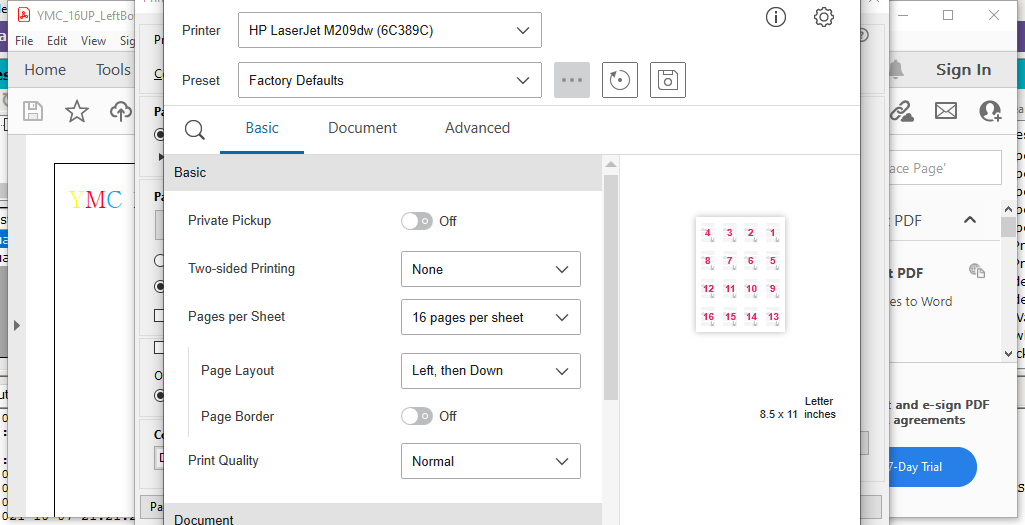 YMC_16UP_LeftBo
File Edit View Sig
Home Tools
YMC
Printer HP LaserJet M209dw (6C389C)
Preset Factory Defaults
Basic Document Advanced
Basic
Private Pickup Off
Two-sided Printing None
Pages per Sheet 16 pages per sheet
Page Layout Left, then Down
Page Border Off
Print Quality Normal
Document
4 3 2 1
8 7 6 5
12 11 10 9
16 15 14 13
Letter
8.5 x 11 inches
Sign In
ace Page'
PDF
t PDF
es to Word
t and e-sign PDF
agreements
7-Day Trial